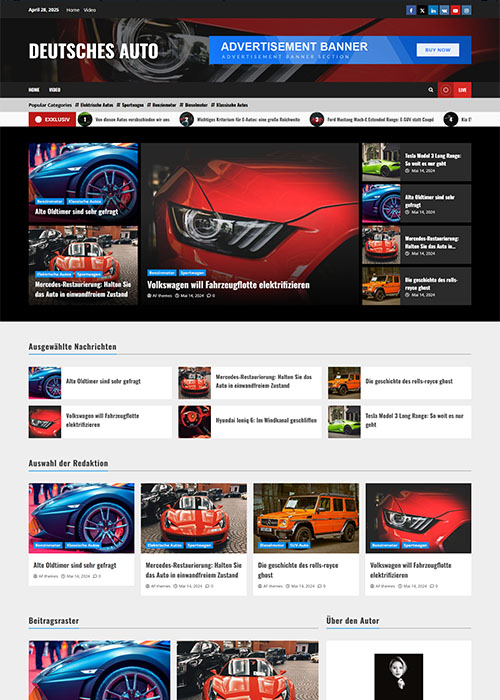 April 28, 2025 Home Video
DEUTSCHES AUTO
ADVERTISEMENT BANNER
ADVERTISEMENT BANNER SECTION
BUY NOW
HOME VIDEO
LIVE
Popular Categories # Elektrische Autos # Sportwagen # Benzinmotor # Dieselmotor # Klassische Autos
EXKLUSIV
1 Von diesen Autos verabschieden wir uns
2 Wichtiges Kriterium für E-Autos: eine große Reichweite
3 Ford Mustang Mach-E Extended Range: E-SUV statt Coupé
4 Kia E
Benzinmotor Klassische Autos
Alte Oldtimer sind sehr gefragt
Elektrische Autos Sportwagen
Mercedes-Restaurierung: Halten Sie
das Auto in einwandfreiem Zustand
Benzinmotor Sportwagen
Volkswagen will Fahrzeugflotte elektrifizieren
AF themes Mai 14, 2024 0
Tesla Model 3 Long Range:
So weit es nur geht
Mai 14, 2024
Alte Oldtimer sind sehr
gefragt
Mai 14, 2024
Mercedes-Restaurierung:
Halten Sie das Auto in...
Mai 14, 2024
Die geschichte des rolls-
royce ghost
Mai 14, 2024
Ausgewählte Nachrichten
Alte Oldtimer sind sehr gefragt
Mercedes-Restaurierung: Halten Sie das
Auto in einwandfreiem Zustand
Die geschichte des rolls-royce ghost
Volkswagen will Fahrzeugflotte
elektrifizieren
Hyundai Ioniq 6: Im Windkanal geschliffen
Tesla Model 3 Long Range: So weit es nur
geht
Auswahl der Redaktion
Benzinmotor Klassische Autos
Alte Oldtimer sind sehr gefragt
AF themes Mai 14, 2024 0
Elektrische Autos Sportwagen
Mercedes-Restaurierung: Halten Sie
das Auto in einwandfreiem Zustand
AF themes Mai 14, 2024 0
Dieselmotor SUV Auto
Die geschichte des rolls-royce
ghost
AF themes Mai 14, 2024 0
Benzinmotor Sportwagen
Volkswagen will Fahrzeugflotte
elektrifizieren
AF themes Mai 14, 2024 0
Beitragsraster
Über den Autor